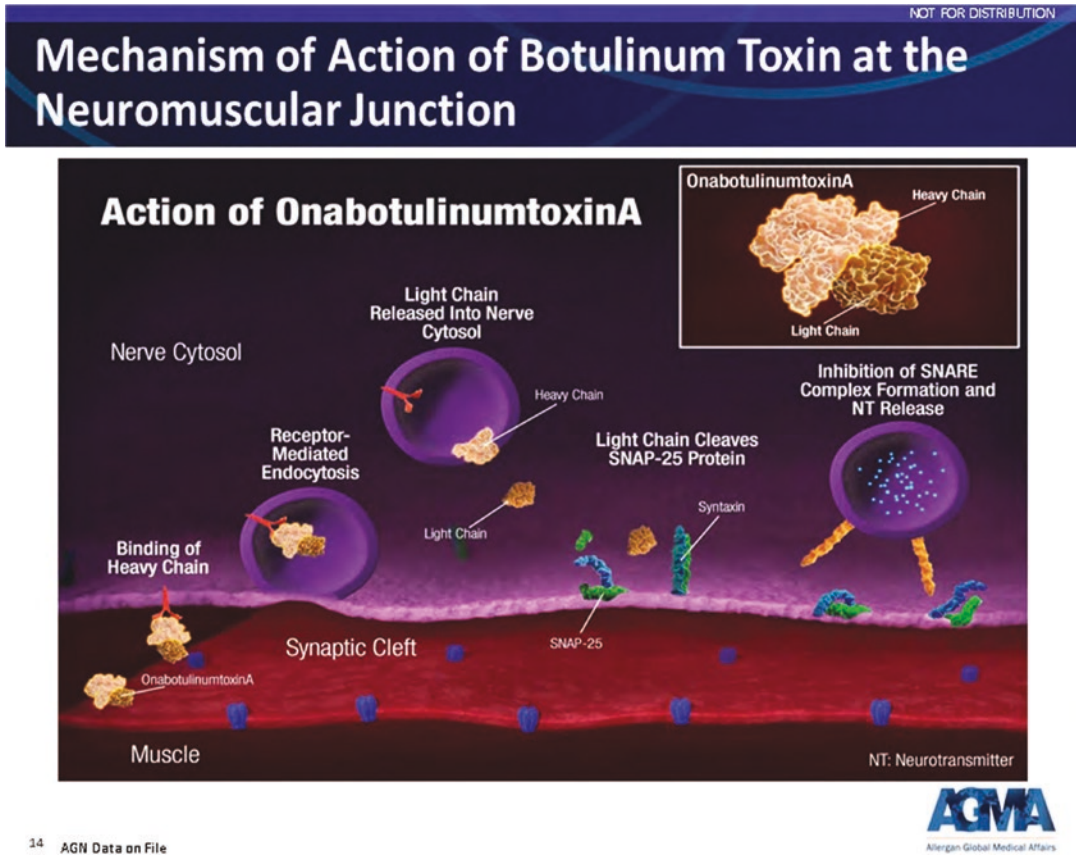 NOT FOR DISTRIBUTION
Mechanism of Action of Botulinum Toxin at the
Neuromuscular Junction
Action of OnabotulinumtoxinA
OnabotulinumtoxinA
Heavy Chain
Light Chain
Nerve Cytosol
Light Chain
Released Into Nerve
Cytosol
Heavy Chain
Light Chain
Receptor-
Mediated
Endocytosis
Binding of
Heavy Chain
OnabotulinumtoxinA
Light Chain Cleaves
SNAP-25 Protein
Syntaxin
SNAP-25
Inhibition of SNARE
Complex Formation and
NT Release
Synaptic Cleft
Muscle
NT: Neurotransmitter
AGMA
Allergan Global Medical Affairs
14 AGN Data on File